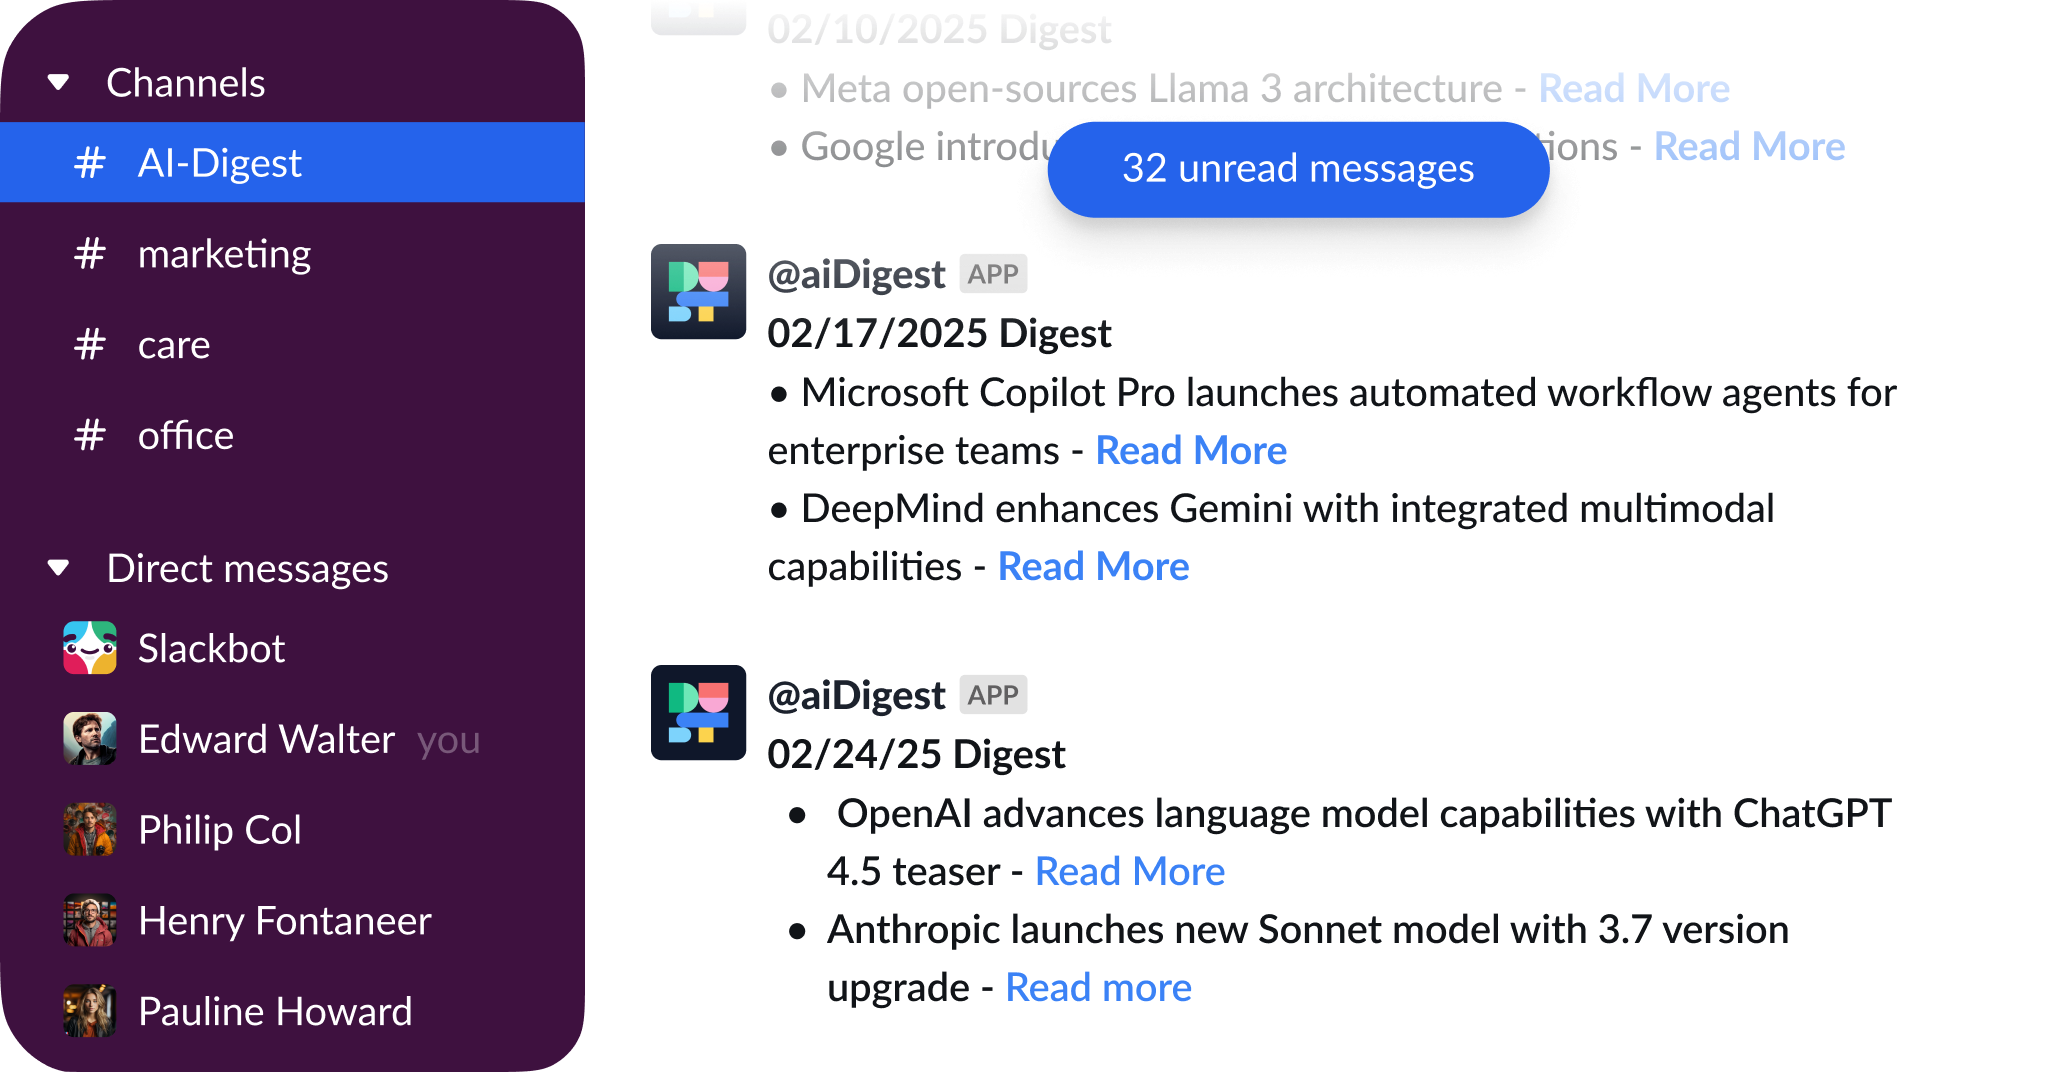 Channels
# AI-Digest
# marketing
# care
# office
Direct messages
Slackbot
Edward Walter you
Philip Col
Henry Fontaneer
Pauline Howard
02/10/2025 Digest
• Meta open-sources Llama 3 architecture - Read More
• Google introdu
ions - Read More
32 unread messages
@aiDigest APP
02/17/2025 Digest
• Microsoft Copilot Pro launches automated workflow agents for
enterprise teams - Read More
• DeepMind enhances Gemini with integrated multimodal
capabilities - Read More
@aiDigest APP
02/24/25 Digest
• OpenAI advances language model capabilities with ChatGPT
4.5 teaser - Read More
• Anthropic launches new Sonnet model with 3.7 version
upgrade - Read more